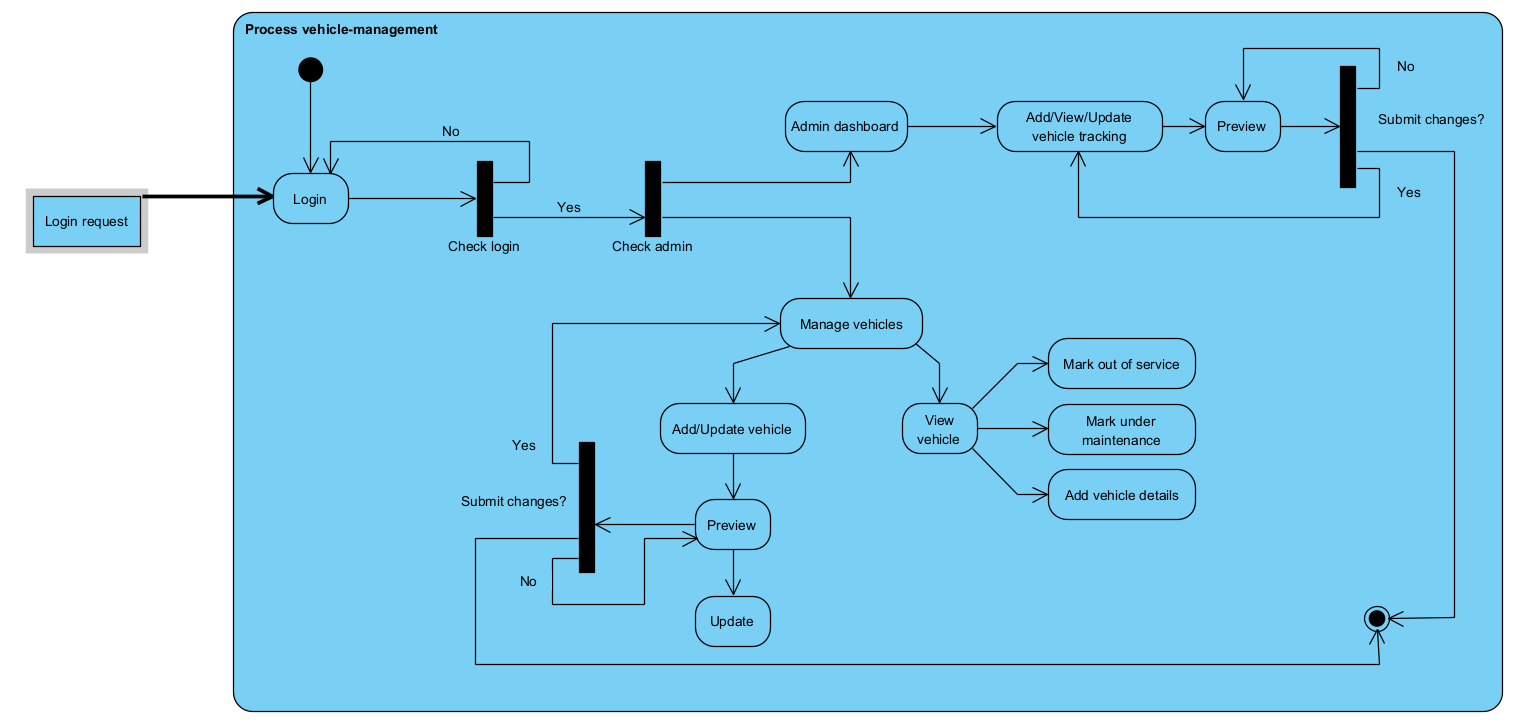 Process vehicle-management
No
No
Admin dashboard
Add/View/Update
vehicle tracking
Preview
Submit changes?
Login
Login request
Yes
Yes
Check login
Check admin
Manage vehicles
Mark out of service
Add/Update vehicle
View
vehicle
Mark under
maintenance
Yes
Submit changes?
Add vehicle details
Preview
No
Update